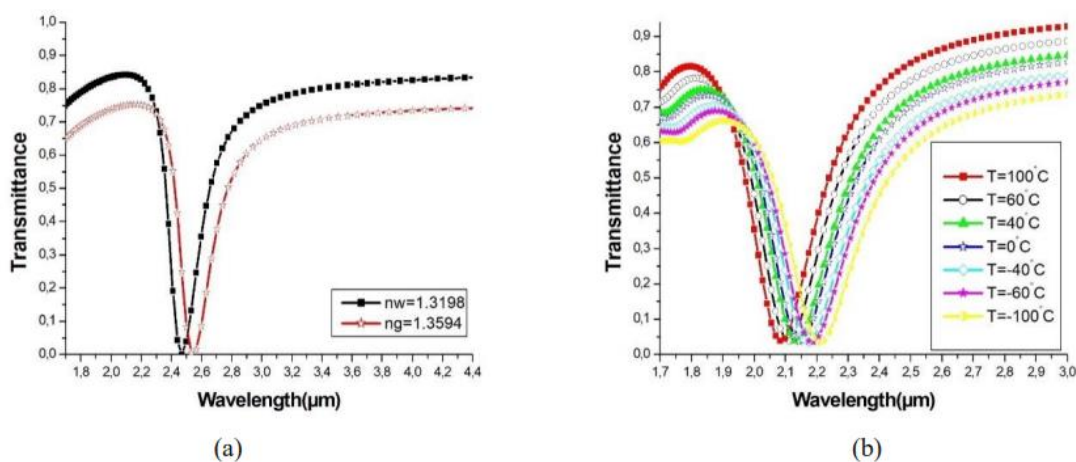 0,9
0,8
0,7
0,6
0,5
0,4
0,3
0,2
0,1
0,0
Transmittance
nw=1.3198
ng=1.3594
1,8 2,0 2,2 2,4 2,6 2,8 3,0 3,2 3,4 3,6 3,8 4,0 4,2 4,4
Wavelength(µm)
(a)
0,9
0,8
0,7
0,6
0,5
0,4
0,3
0,2
0,1
0,0
Transmittance
T=100°C
T=60°C
T=40°C
T=0°C
T=-40°C
T=-60°C
T=-100°C
1,7 1,8 1,9 2,0 2,1 2,2 2,3 2,4 2,5 2,6 2,7 2,8 2,9 3,0
Wavelength(µm)
(b)